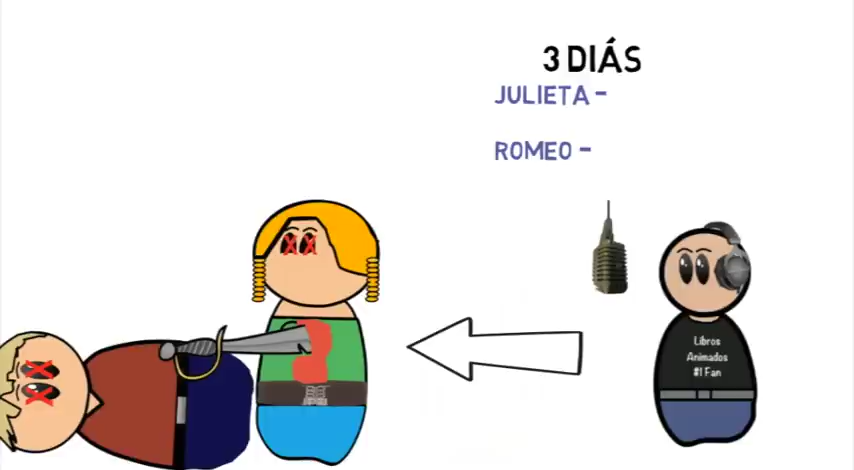 3 DIÁS
JULIETA -
ROMEO -
Libros
Animados
#1 Fan